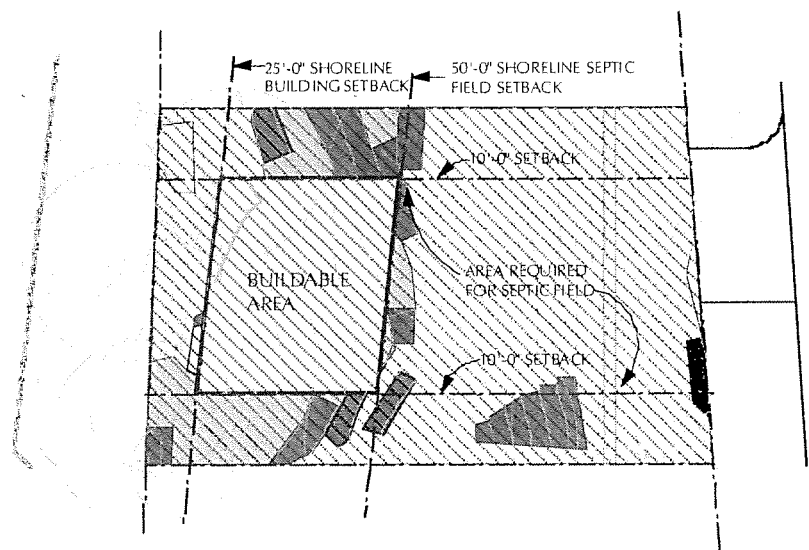 25'-0" SHORELINE
BUILDING SETBACK
50'-0" SHORELINE SEPTIC
FIELD SETBACK
10'-0" SETBACK
BUILDABLE
AREA
AREA REQUIRED
FOR SEPTIC FIELD
10'-0" SETBACK